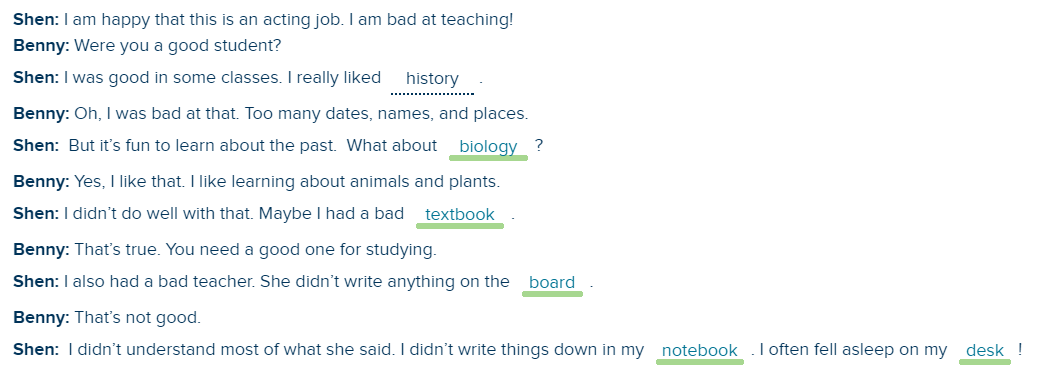 Shen: I am happy that this is an acting job. I am bad at teaching!
Benny: Were you a good student?
Shen: I was good in some classes. I really liked history .
Benny: Oh, I was bad at that. Too many dates, names, and places.
Shen: But it's fun to learn about the past. What about biology ?
Benny: Yes, I like that. I like learning about animals and plants.
Shen: I didn't do well with that. Maybe I had a bad textbook .
Benny: That's true. You need a good one for studying.
Shen: I also had a bad teacher. She didn't write anything on the board .
Benny: That's not good.
Shen: I didn't understand most of what she said. I didn't write things down in my notebook . I often fell asleep on my desk !